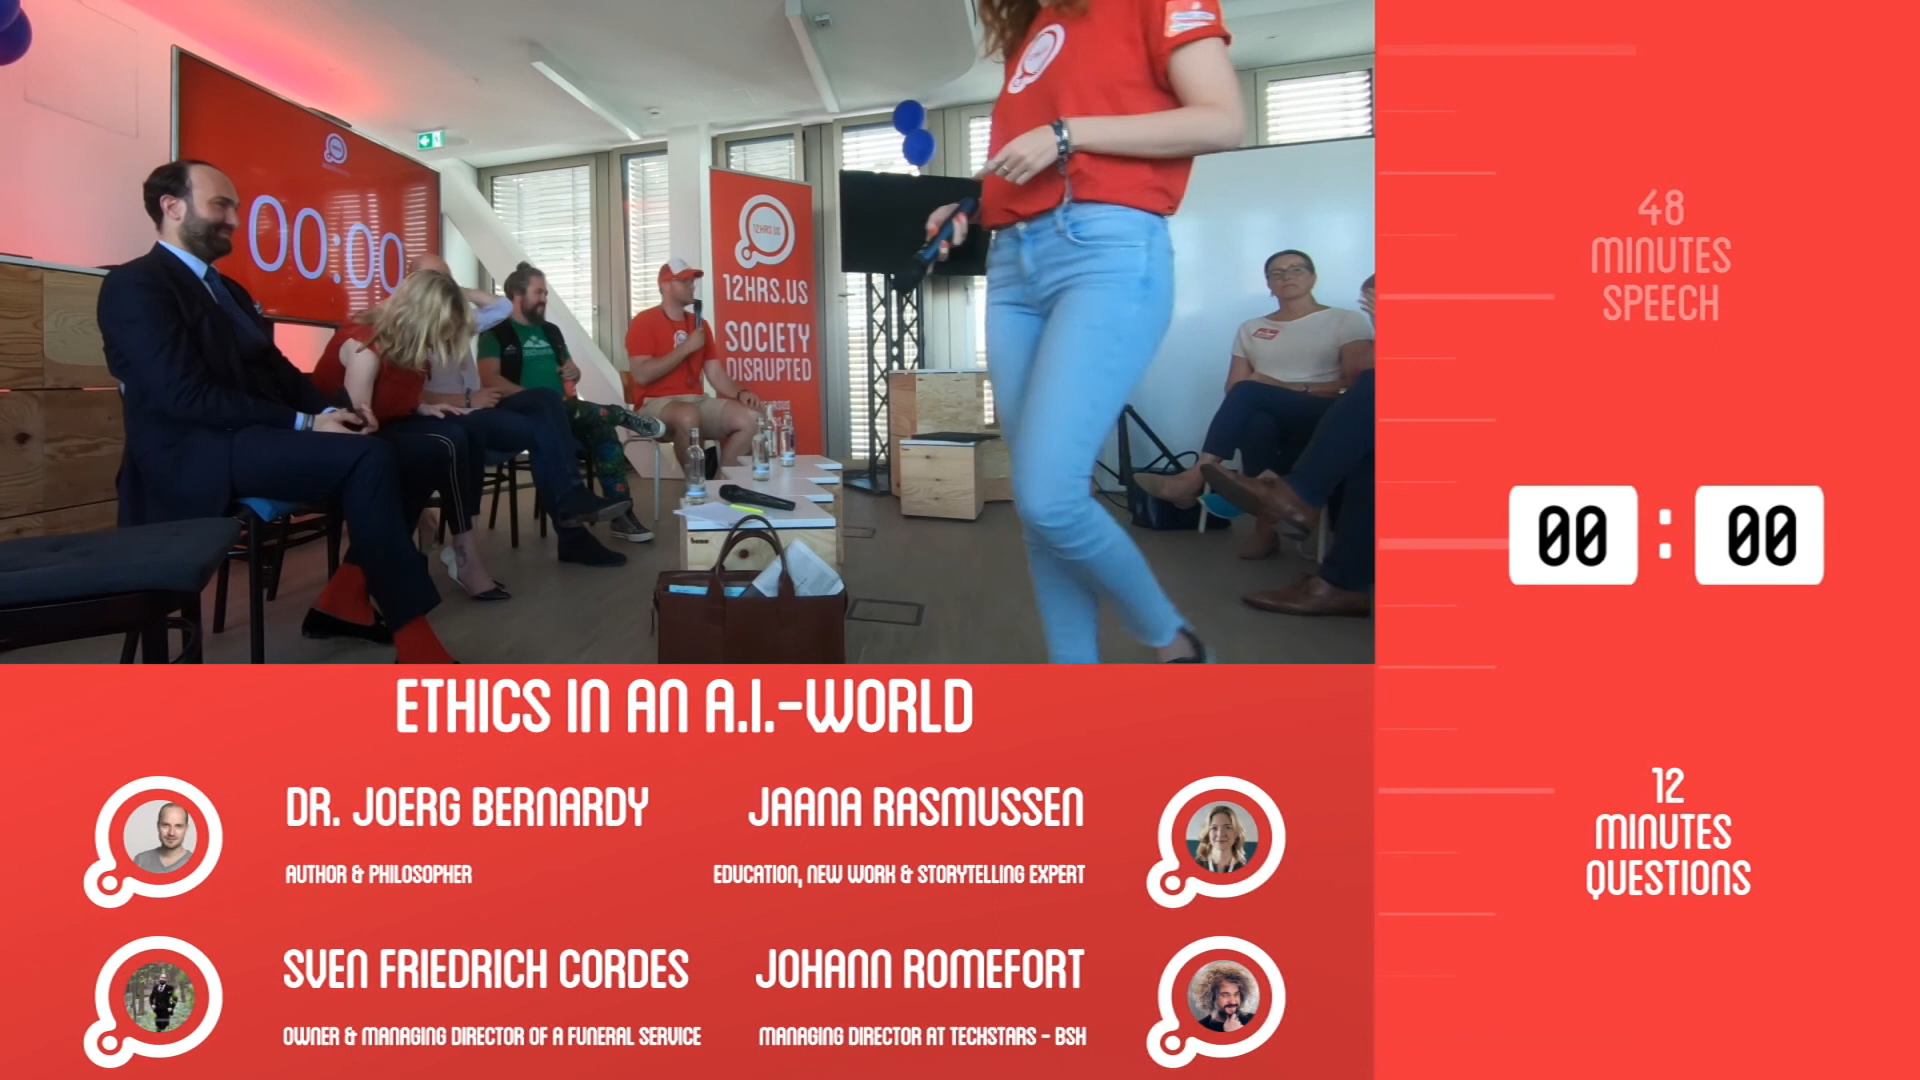 00:00
12HRS.US
12HRS.US
SOCIETY
DISRUPTED
48
MINUTES
SPEECH
00 : 00
12
MINUTES
QUESTIONS
ETHICS IN AN A.I.-WORLD
DR. JOERG BERNARDY
AUTHOR & PHILOSOPHER
JAANA RASMUSSEN
EDUCATION, NEW WORK & STORYTELLING EXPERT
SVEN FRIEDRICH CORDES
OWNER & MANAGING DIRECTOR OF A FUNERAL SERVICE
JOHANN ROMEFORT
MANAGING DIRECTOR AT TECHSTARS - BSH